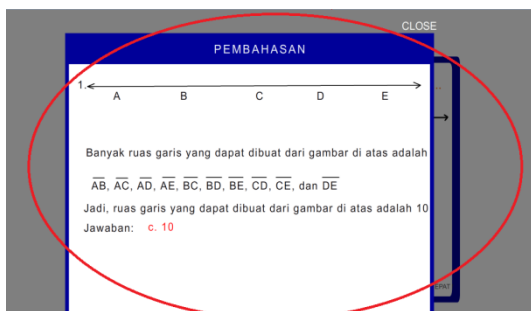 CLOSE
PEMBAHASAN
1.
A B C D E
Banyak ruas garis yang dapat dibuat dari gambar di atas adalah
AB, AC, AD, AE, BC, BD, BE, CD, CE, dan DE
Jadi, ruas garis yang dapat dibuat dari gambar di atas adalah 10
Jawaban: c. 10
EPAT